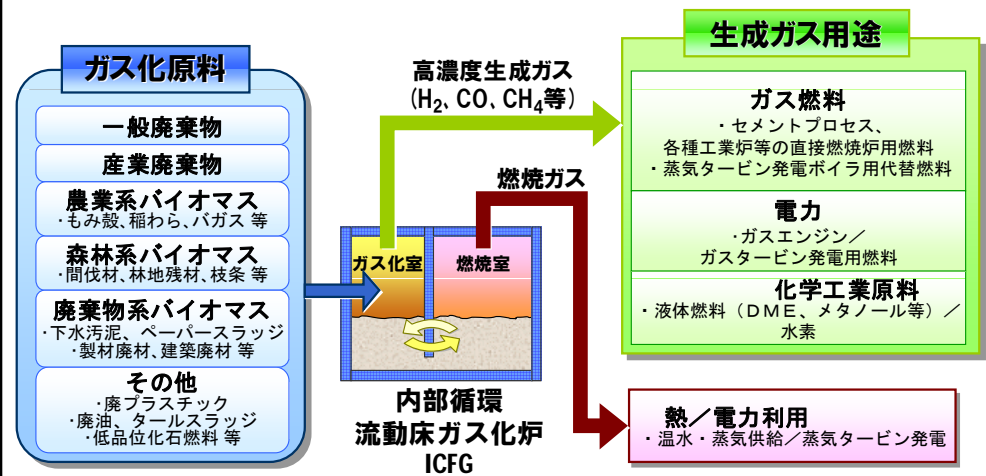 ガス化原料
一般廃棄物
産業廃棄物
農業系バイオマス
・もみ殻、稲わら、バガス 等
森林系バイオマス
・間伐材、林地残材、枝条 等
廃棄物系バイオマス
・下水汚泥、ペーパースラッジ
・製材廃材、建築廃材 等
その他
・廃プラスチック
・廃油、タールスラッジ
・低品位化石燃料 等
高濃度生成ガス
(H₂、CO、CH₄等)
燃焼ガス
ガス化室
燃焼室
内部循環
流動床ガス化炉
ICFG
生成ガス用途
ガス燃料
・セメントプロセス、
各種工業炉等の直接燃焼炉用燃料
・蒸気タービン発電ボイラ用代替燃料
電力
・ガスエンジン／
ガスタービン発電用燃料
化学工業原料
・液体燃料（DME、メタノール等）／
水素
熱／電力利用
・温水・蒸気供給／蒸気タービン発電